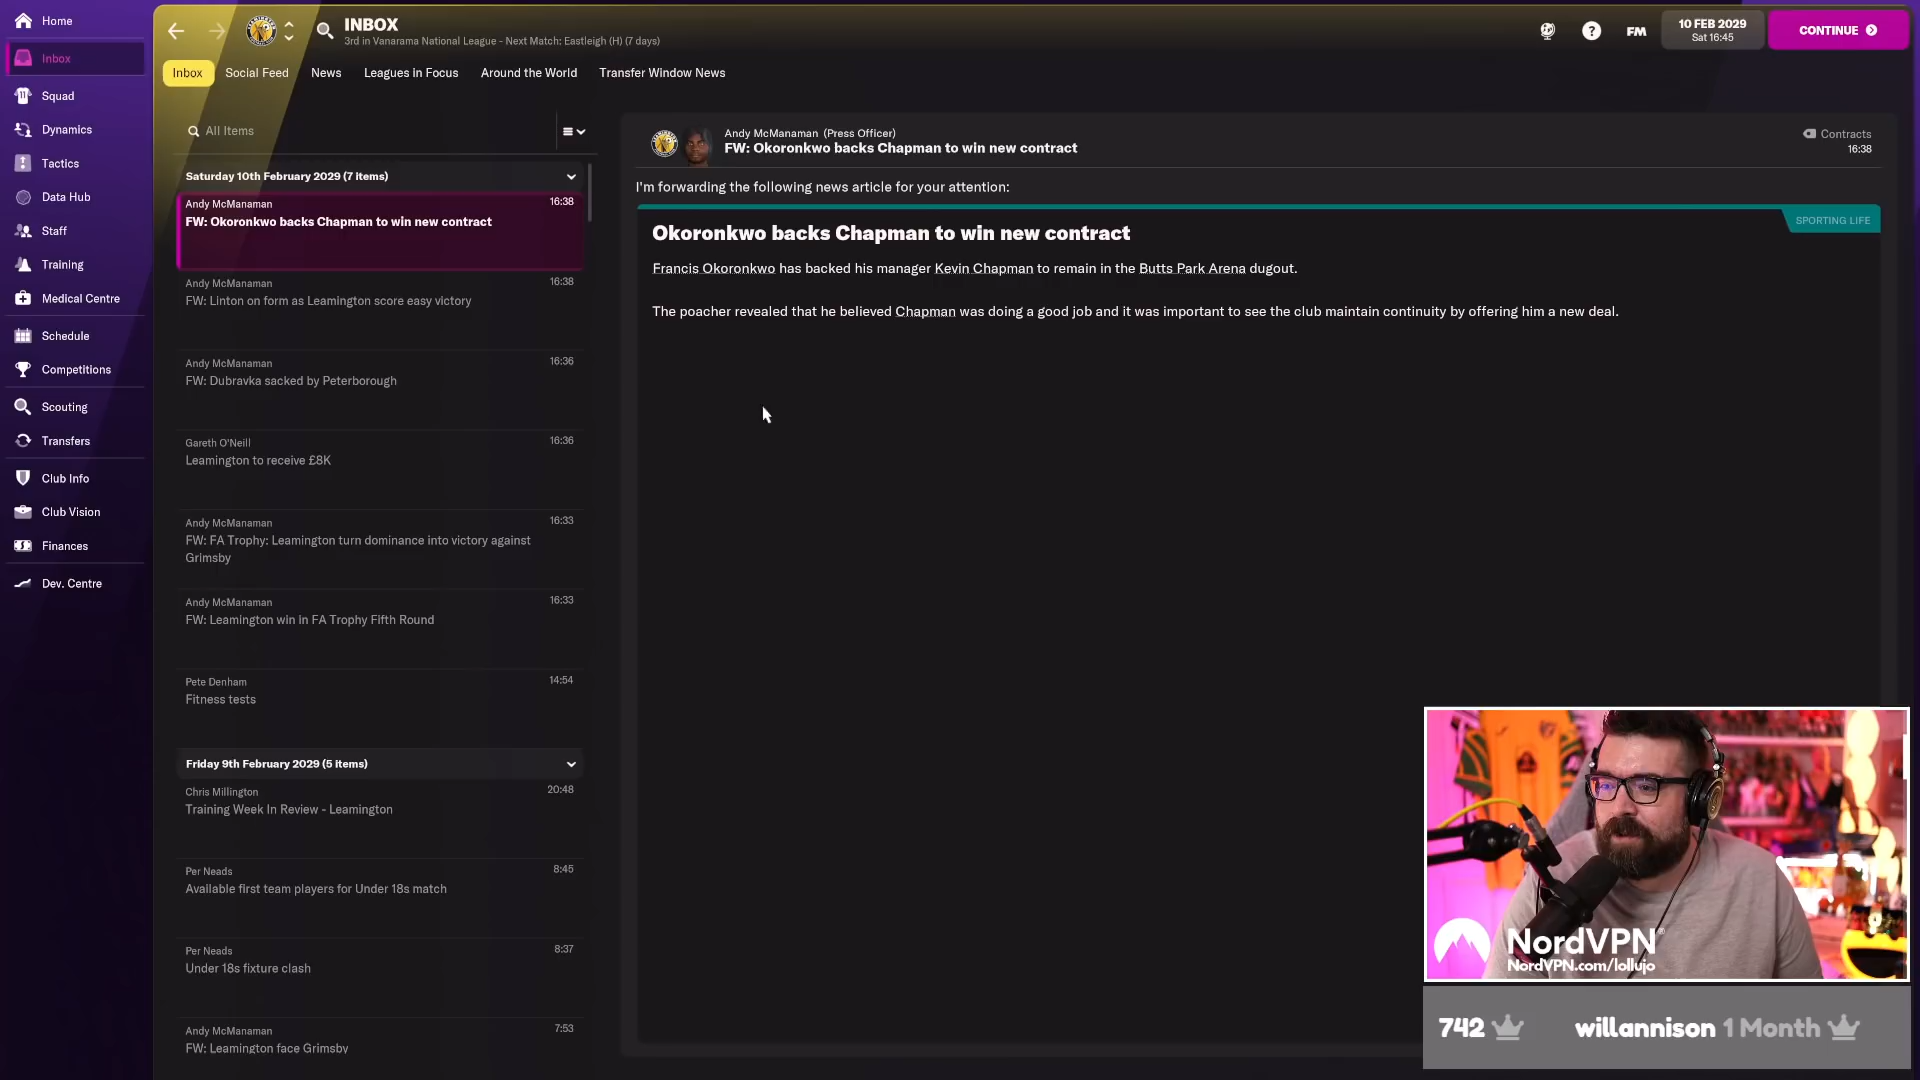 Home
Inbox
Squad
Dynamics
Tactics
Data Hub
Staff
Training
Medical Centre
Schedule
Competitions
Scouting
Transfers
Club Info
Club Vision
Finances
Dev. Centre
INBOX
3rd in Vanarama National League - Next Match: Eastleigh (H) (7 days)
FM
10 FEB 2029
Sat 16:45
CONTINUE
Inbox
Social Feed
News
Leagues in Focus
Around the World
Transfer Window News
All Items
Saturday 10th February 2029 (7 items)
Andy McManaman
16:38
FW: Okoronkwo backs Chapman to win new contract
Andy McManaman
16:38
FW: Linton on form as Leamington score easy victory
Andy McManaman
16:36
FW: Dubravka sacked by Peterborough
Gareth O'Neill
16:36
Leamington to receive £8K
Andy McManaman
16:33
FW: FA Trophy: Leamington turn dominance into victory against
Grimsby
Andy McManaman
16:33
FW: Leamington win in FA Trophy Fifth Round
Pete Denham
14:54
Fitness tests
Friday 9th February 2029 (5 items)
Chris Millington
20:48
Training Week In Review - Leamington
Per Neads
8:45
Available first team players for Under 18s match
Per Neads
8:37
Under 18s fixture clash
Andy McManaman
7:53
FW: Leamington face Grimsby
Andy McManaman (Press Officer)
FW: Okoronkwo backs Chapman to win new contract
Contracts
16:38
I'm forwarding the following news article for your attention:
SPORTING LIFE
Okoronkwo backs Chapman to win new contract
Francis Okoronkwo has backed his manager Kevin Chapman to remain in the Butts Park Arena dugout.
The poacher revealed that he believed Chapman was doing a good job and it was important to see the club maintain continuity by offering him a new deal.
NordVPN®
NordVPN.com/lollujo
742
willannison 1 Month